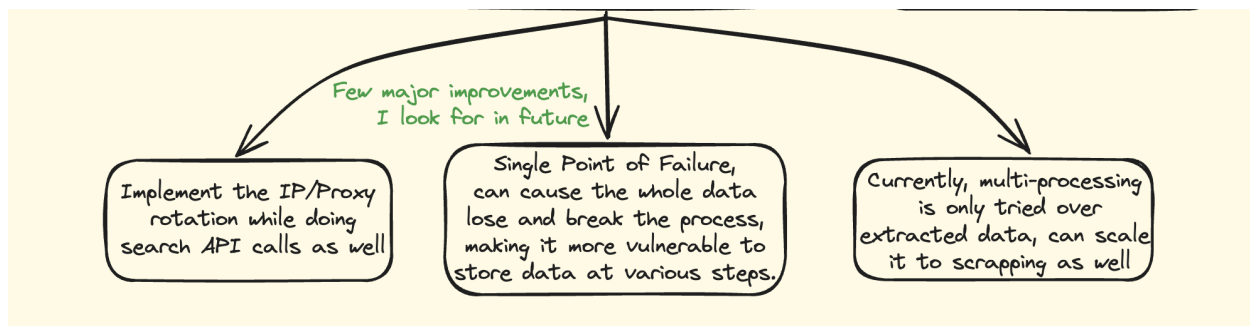 Few major improvements,
I look for in future
Implement the IP/Proxy
rotation while doing
search API calls as well
Single Point of Failure,
can cause the whole data
lose and break the process,
making it more vulnerable to
store data at various steps.
Currently, multi-processing
is only tried over
extracted data, can scale
it to scrapping as well